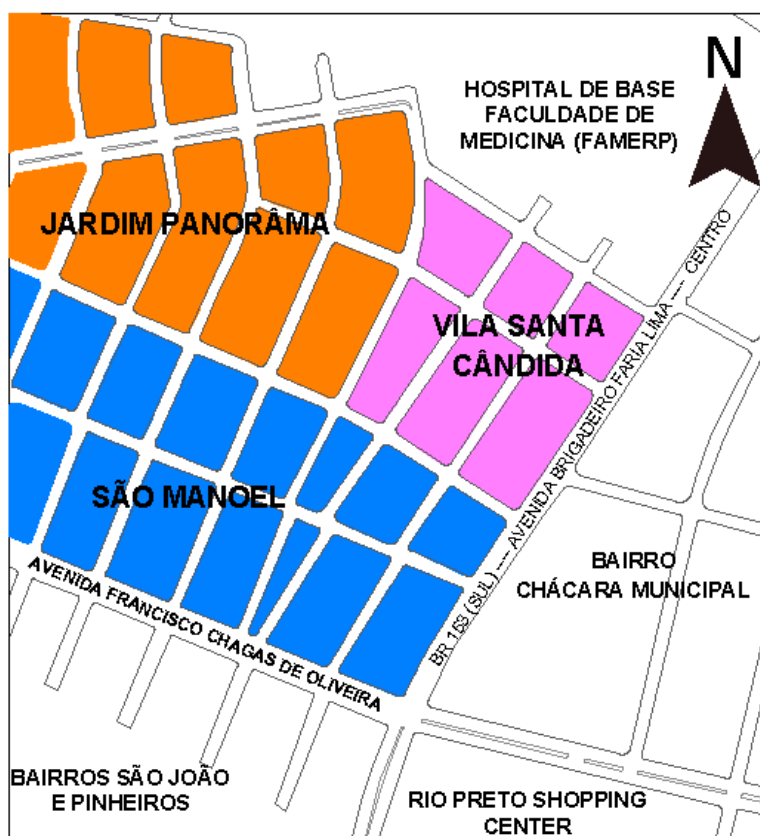 N
HOSPITAL DE BASE
FACULDADE DE
MEDICINA (FAMERP)
JARDIM PANORÂMA
VILA SANTA
CÂNDIDA
BR 153 (SUL) ---- AVENIDA BRIGADEIRO FARIA LIMA ---- CENTRO
SÃO MANOEL
BAIRRO
CHÁCARA MUNICIPAL
AVENIDA FRANCISCO CHAGAS DE OLIVEIRA
BAIRROS SÃO JOÃO
E PINHEIROS
RIO PRETO SHOPPING
CENTER